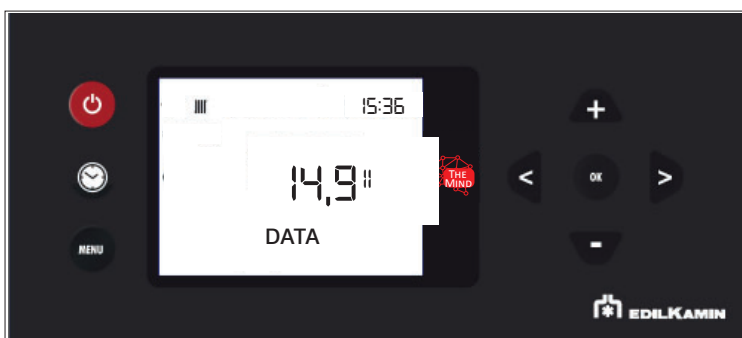 15:36
14,9"
DATA
THE
MIND
<
OK
>
+
-
MENU
EDILKAMIN